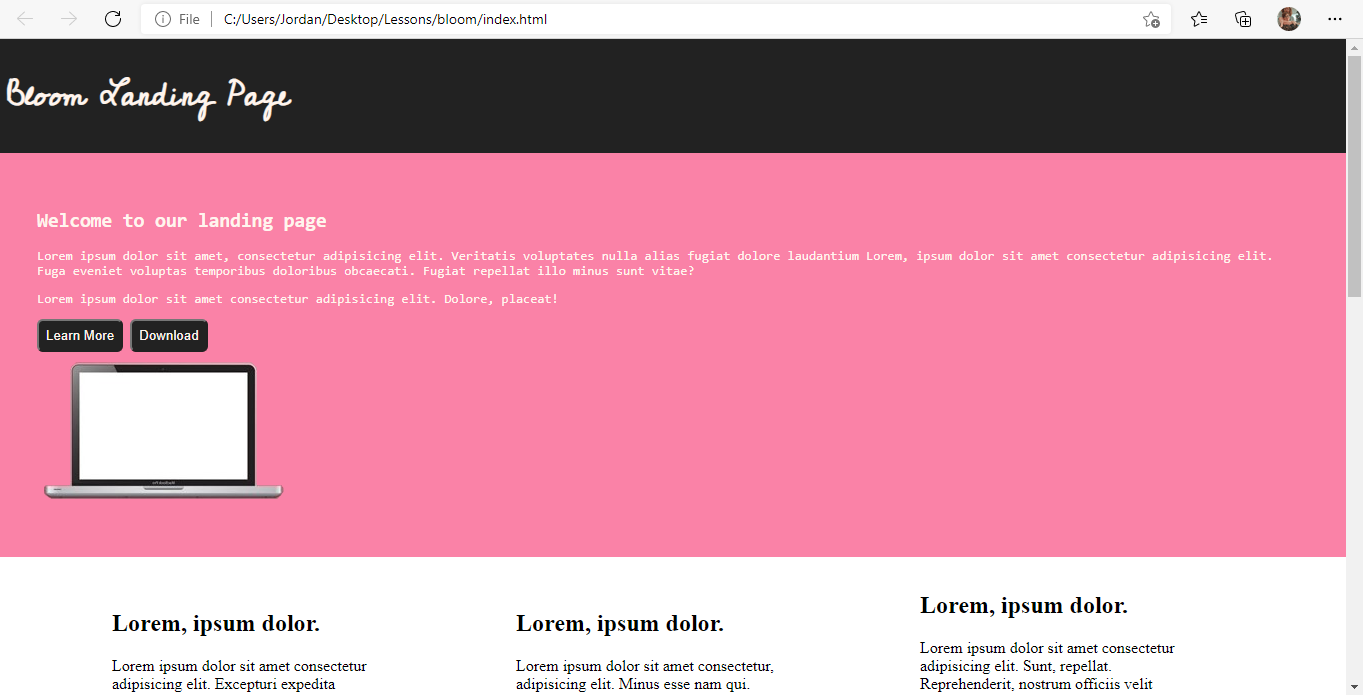 File
C:/Users/Jordan/Desktop/Lessons/bloom/index.html
Bloom Landing Page
Welcome to our landing page
Lorem ipsum dolor sit amet, consectetur adipisicing elit. Veritatis voluptates nulla alias fugiat dolore laudantium Lorem, ipsum dolor sit amet consectetur adipisicing elit.
Fuga eveniet voluptas temporibus doloribus obcaecati. Fugiat repellat illo minus sunt vitae?
Lorem ipsum dolor sit amet consectetur adipisicing elit. Dolore, placeat!
Learn More
Download
Lorem, ipsum dolor.
Lorem ipsum dolor sit amet consectetur
adipisicing elit. Excepturi expedita
Lorem, ipsum dolor.
Lorem ipsum dolor sit amet consectetur,
adipisicing elit. Minus esse nam qui.
Lorem, ipsum dolor.
Lorem ipsum dolor sit amet consectetur
adipisicing elit. Sunt, repellat.
Reprehenderit, nostrum officiis velit